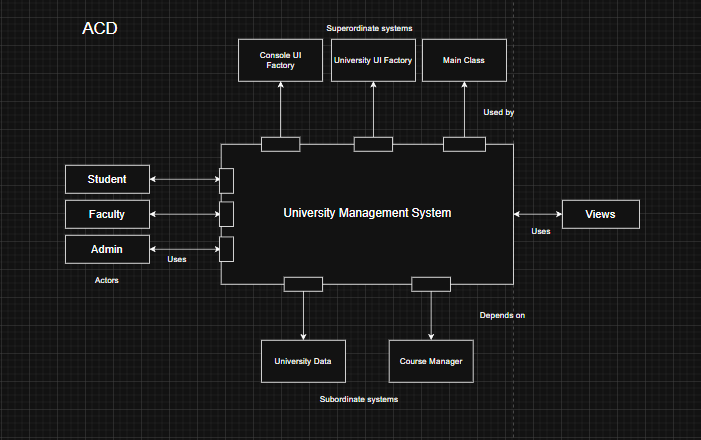 ACD
Superordinate systems
Console UI
Factory
University UI Factory
Main Class
Used by
Student
Faculty
Admin
Uses
Actors
University Management System
Views
Uses
Depends on
University Data
Course Manager
Subordinate systems